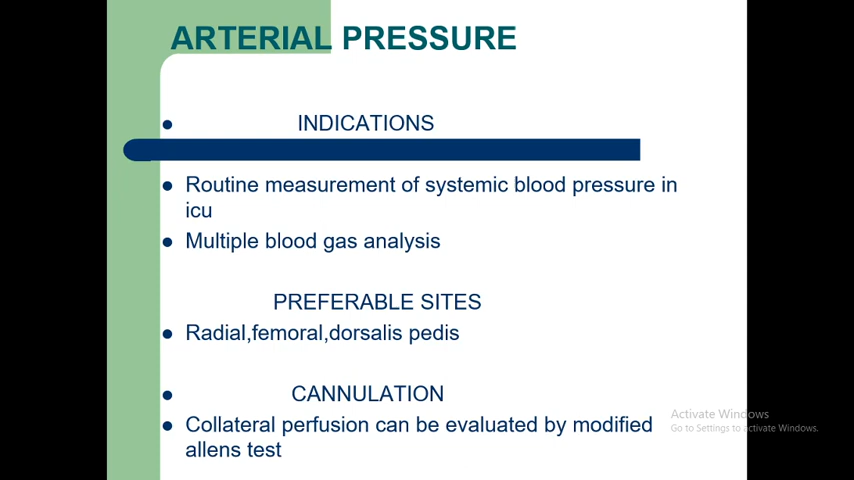 ARTERIAL PRESSURE
INDICATIONS
Routine measurement of systemic blood pressure in
icu
Multiple blood gas analysis
PREFERABLE SITES
Radial,femoral,dorsalis pedis
CANNULATION
Collateral perfusion can be evaluated by modified
allens test
Activate Windows
Go to Settings to activate Windows.